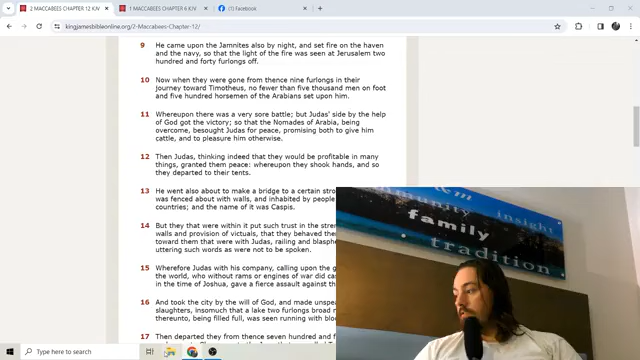 2 MACCABEES CHAPTER 12 KJV
1 MACCABEES CHAPTER 6 KJV
Facebook
kingjamesbibleonline.org/2-Maccabees-Chapter-12/
9 He came upon the Jamnites also by night, and set fire on the haven
and the navy, so that the light of the fire was seen at Jerusalem two
hundred and forty furlongs off.
10 Now when they were gone from thence nine furlongs in their
journey toward Timotheus, no fewer than five thousand men on foot
and five hundred horsemen of the Arabians set upon him.
11 Whereupon there was a very sore battle; but Judas' side by the help
of God got the victory; so that the Nomades of Arabia, being
overcome, besought Judas for peace, promising both to give him
cattle, and to pleasure him otherwise.
12 Then Judas, thinking indeed that they would be profitable in many
things, granted them peace: whereupon they shook hands, and so
they departed to their tents.
13 He went also about to make a bridge to a certain
was fenced about with walls, and inhabited by people
countries; and the name of it was Caspis.
14 But they that were within it put such trust in the
walls and provision of victuals, that they behaved
toward them that were with Judas, railing and
uttering such words as were not to be spoken.
15 Wherefore Judas with his company, calling upon the
the world, who without rams or engines of war did
in the time of Joshua, gave a fierce assault against
16 And took the city by the will of God, and made
slaughters, insomuch that a lake two furlongs broad
thereunto, being filled full, was seen running with
17 Then departed they from thence seven hundred and
insight
community
family
tradition
Type here to search